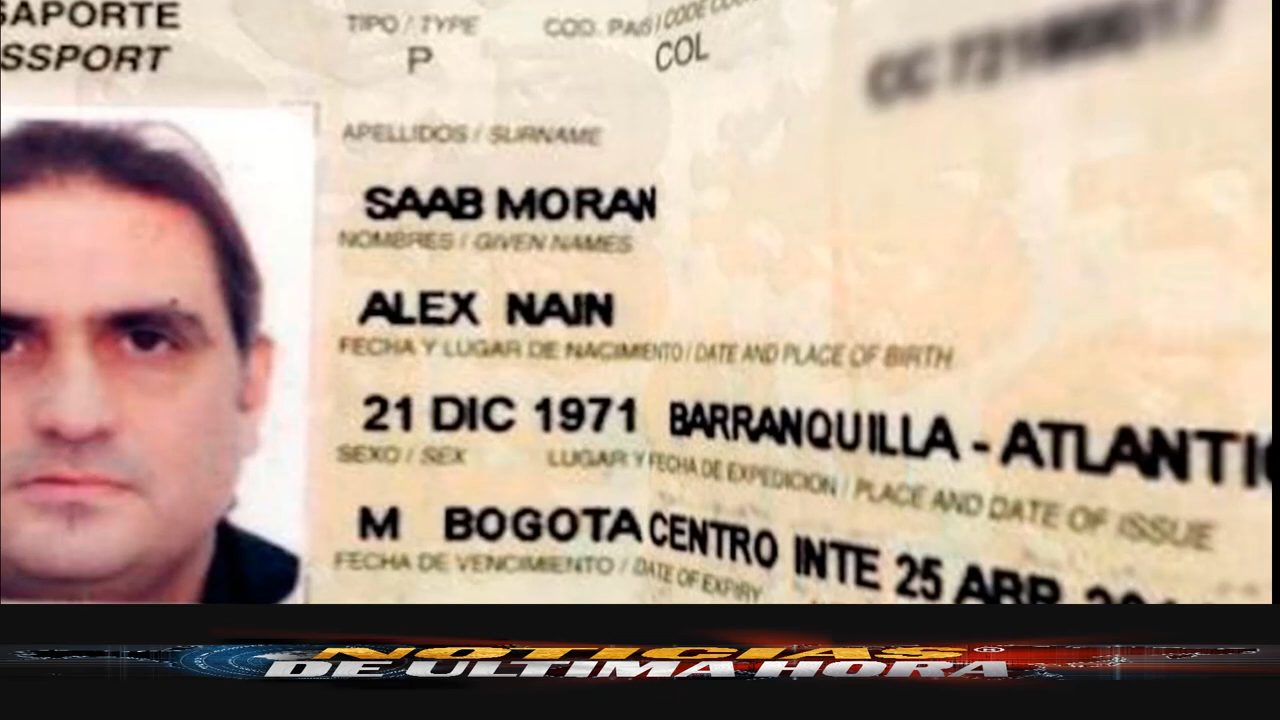 SAPORTE
SSPORT
TIPO / TYPE
COD. PAÍS / CODE
P
COL
APELLIDOS / SURNAME
SAAB MORAN
NOMBRES / GIVEN NAMES
ALEX NAIN
FECHA Y LUGAR DE NACIMIENTO / DATE AND PLACE OF BIRTH
21 DIC 1971 BARRANQUILLA - ATLANTIC
SEXO / SEX
LUGAR Y FECHA DE EXPEDICION / PLACE AND DATE OF ISSUE
M BOGOTA CENTRO INTE 25 ABR
FECHA DE VENCIMIENTO / DATE OF EXPIRY
NOTICIAS
DE ULTIMA HORA